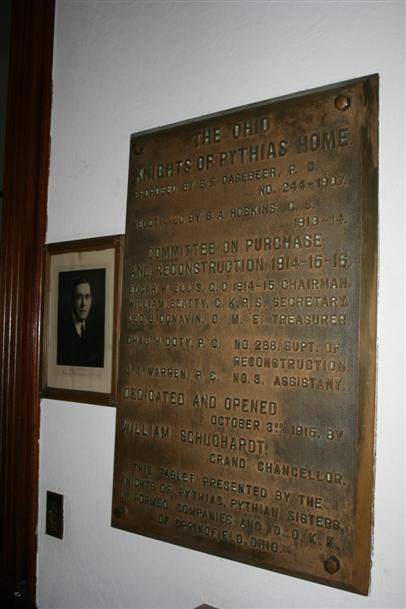 THE OHIO
KNIGHTS OF PYTHIAS HOME.
PROPOSED BY B.F. CASEBEER, P. C.
NO. 244-1907.
NEGOTIATED BY S.A. HOSKINS, G. S.
1913-14.
COMMITTEE ON PURCHASE
AND RECONSTRUCTION 1914-15-16.
EDGAR W. ELLIS, G.C. 1914-15, CHAIRMAN.
WILLIAM BEATTY, G.K.R.S. SECRETARY.
GEO. B. DONAVIN, G. M. E. TREASURER.
CHAS. H. DOTY, P. C. NO. 288, SUPT. OF
RECONSTRUCTION.
WARREN, P. C. NO. 3, ASSISTANT.
DEDICATED AND OPENED
OCTOBER 3RD 1915, BY
WILLIAM SCHUCHARDT,
GRAND CHANCELLOR.
THIS TABLET PRESENTED BY THE
KNIGHTS OF PYTHIAS, PYTHIAN SISTERS,
UNIFORMED COMPANIES AND D. O. K. K.
OF SPRINGFIELD, OHIO.